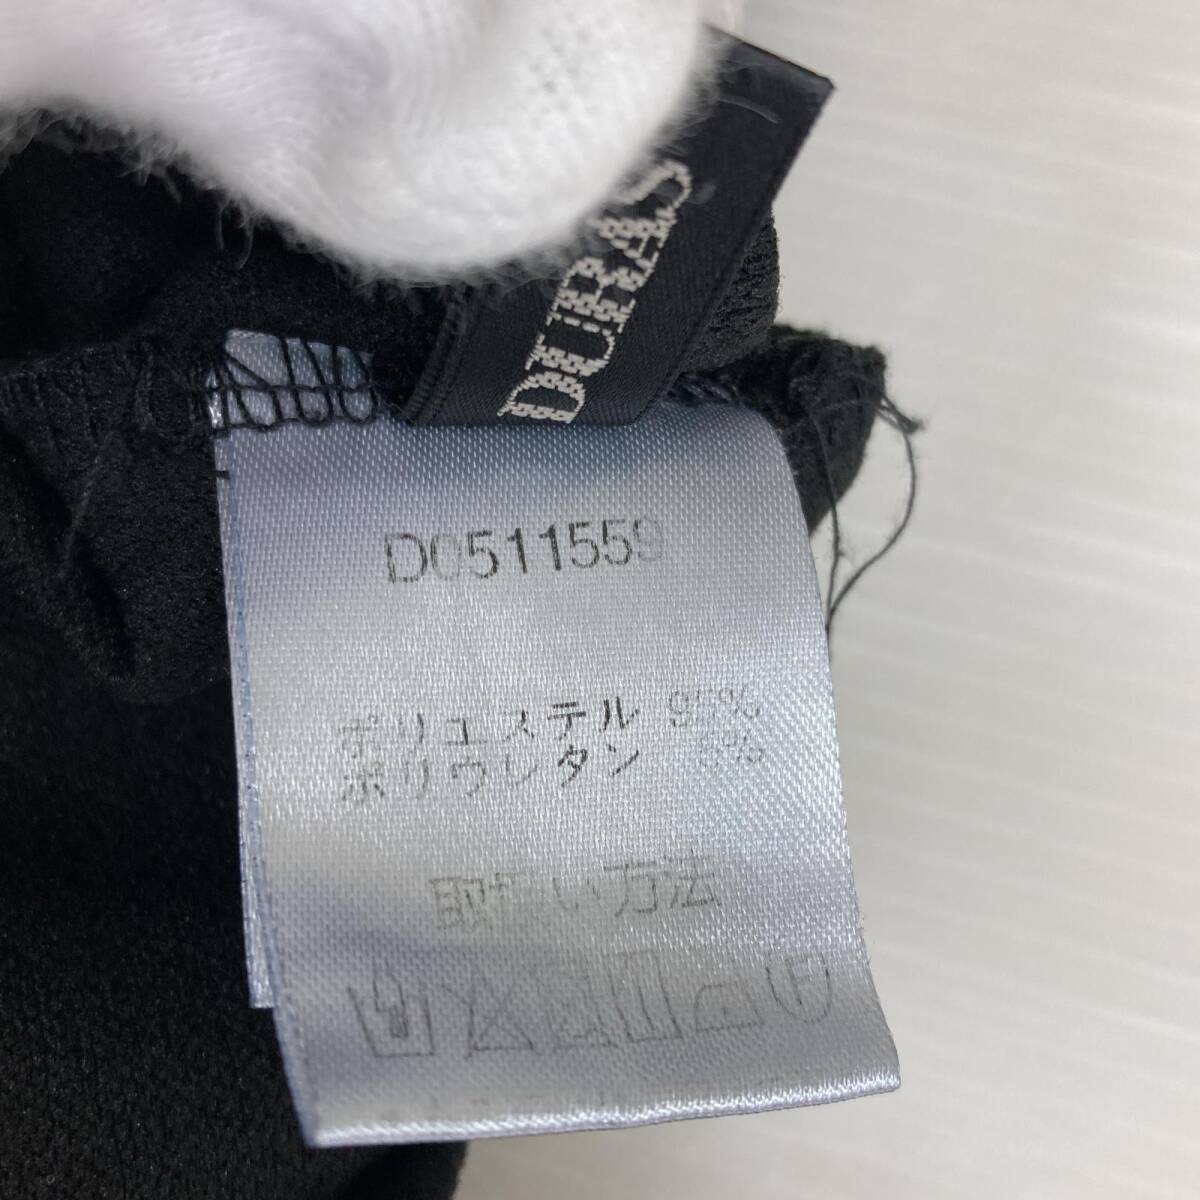 DURAS
D0511559
ポリエステル 95%
ポリウレタン 5%
取扱い方法